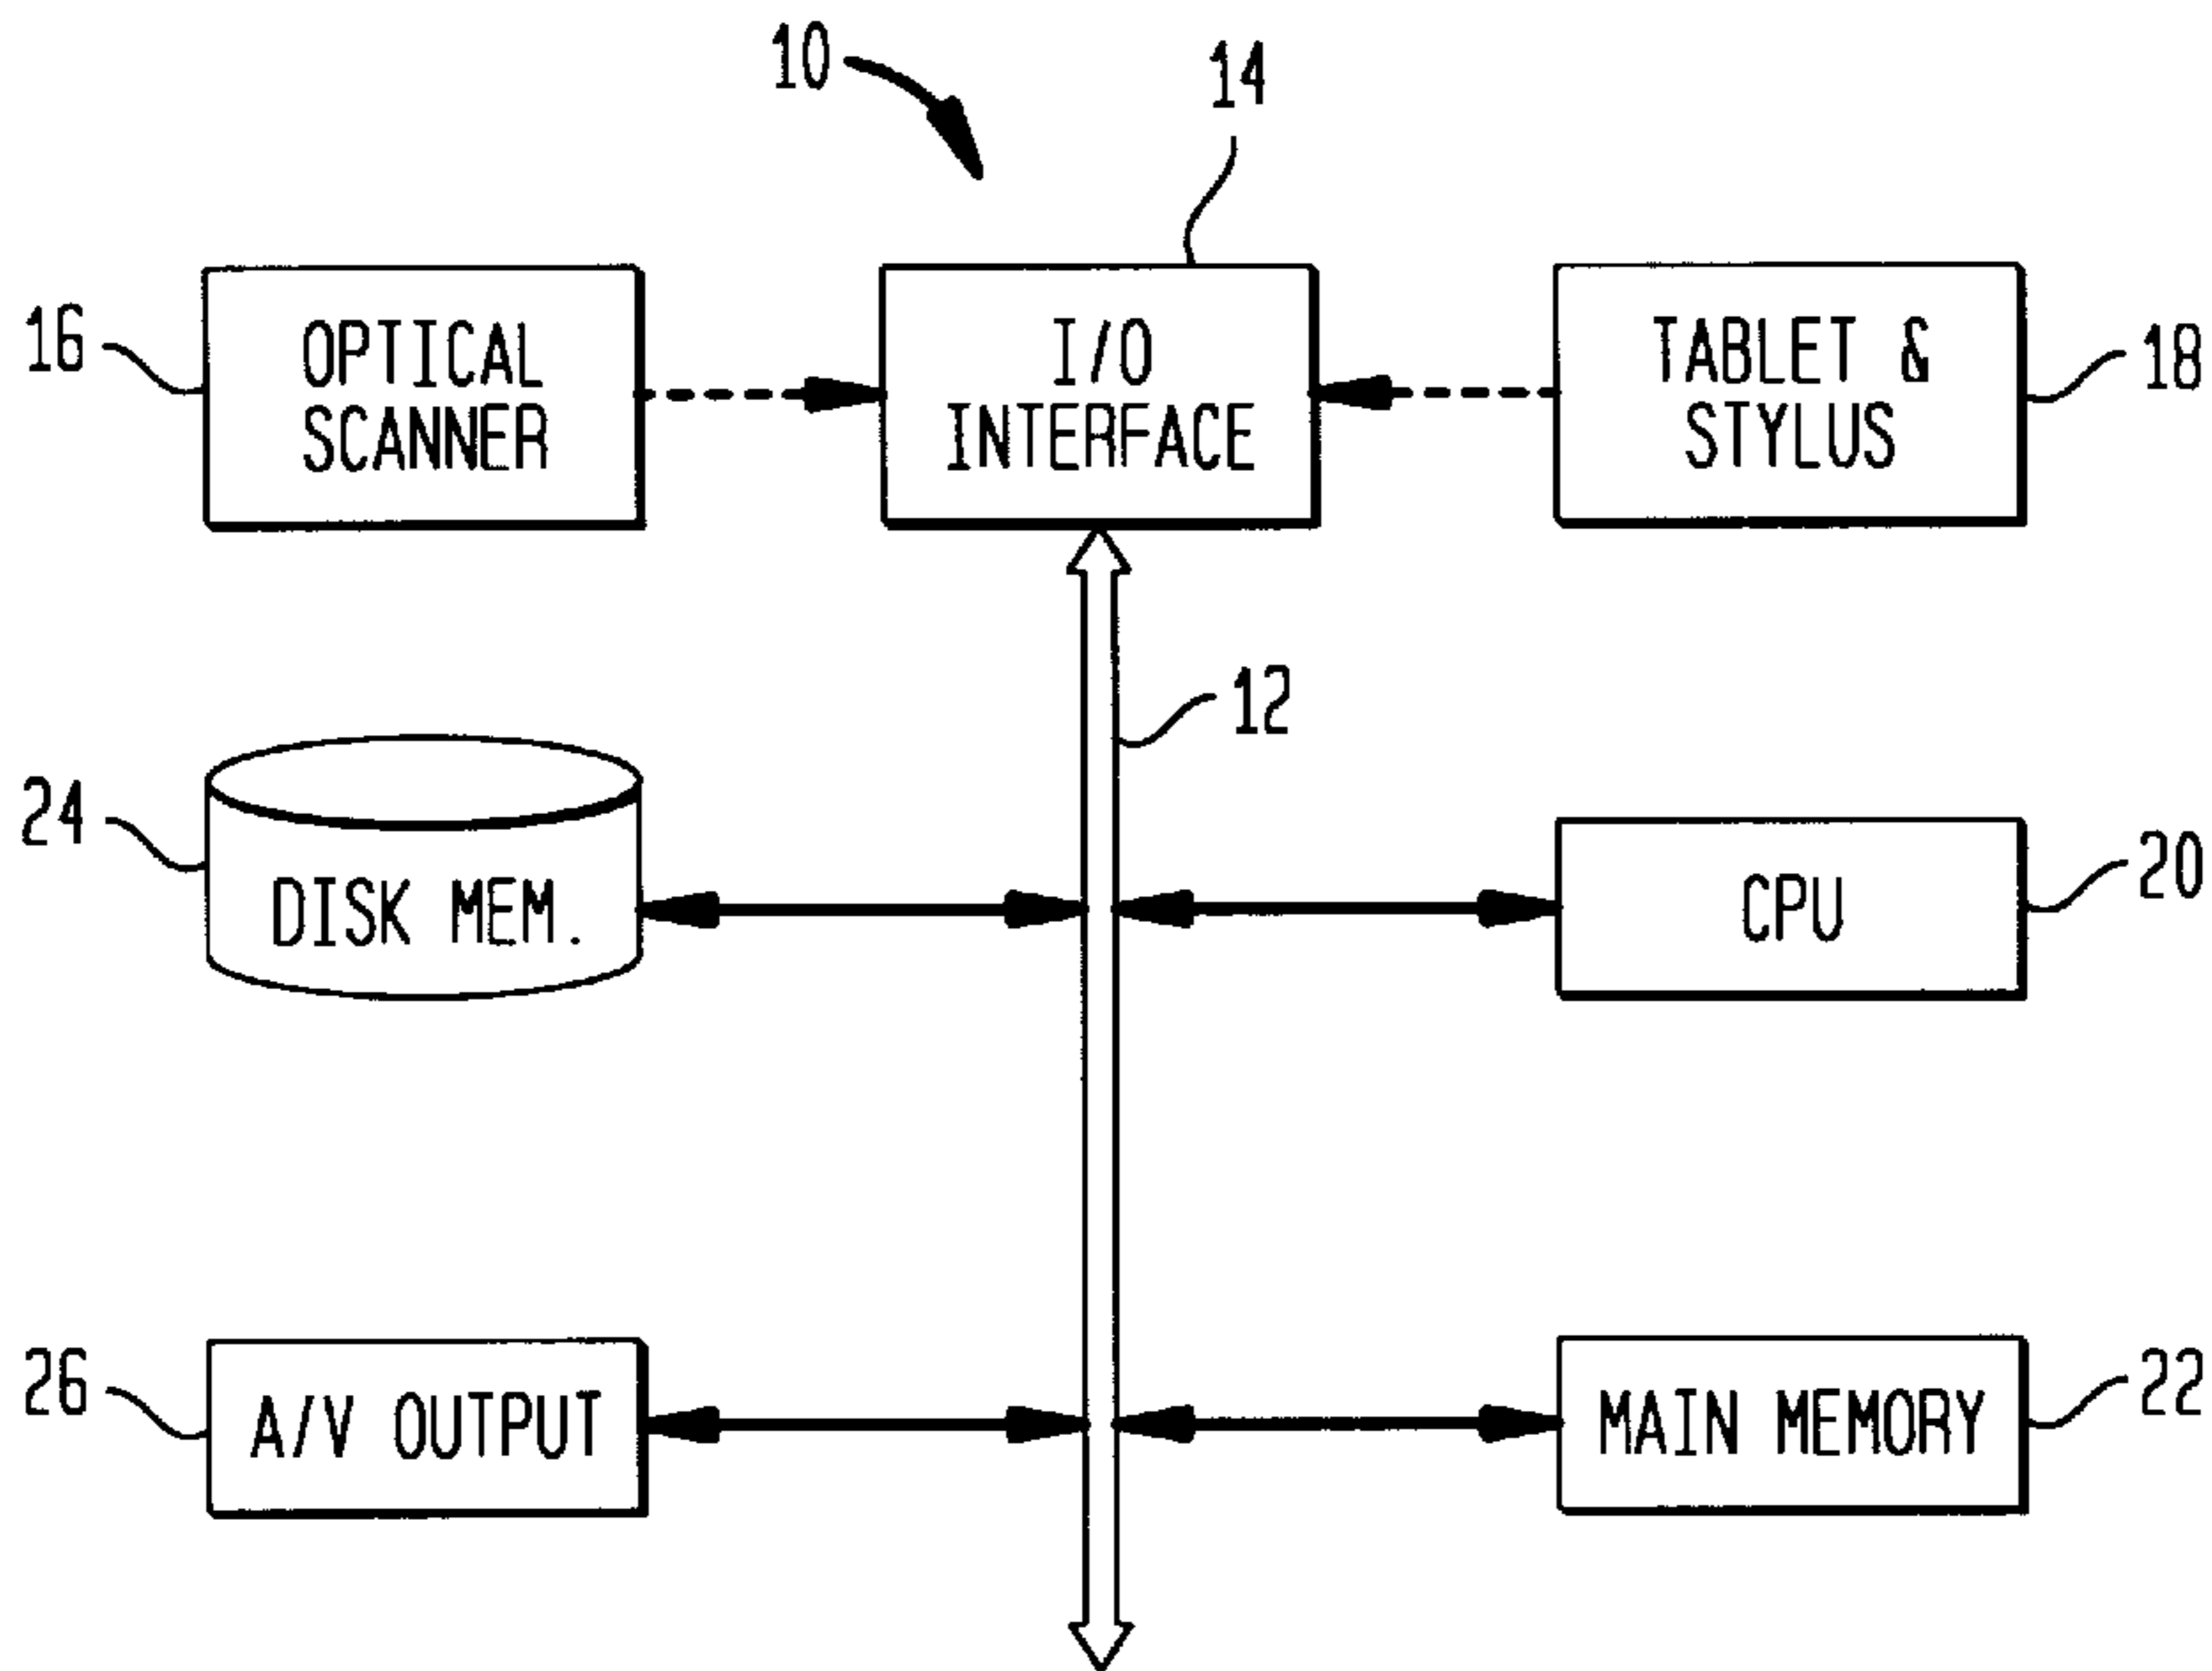 10
14
16
OPTICAL
SCANNER
I/O
INTERFACE
TABLET &
STYLUS
18
12
24
DISK MEM.
CPU
20
26
A/V OUTPUT
MAIN MEMORY
22